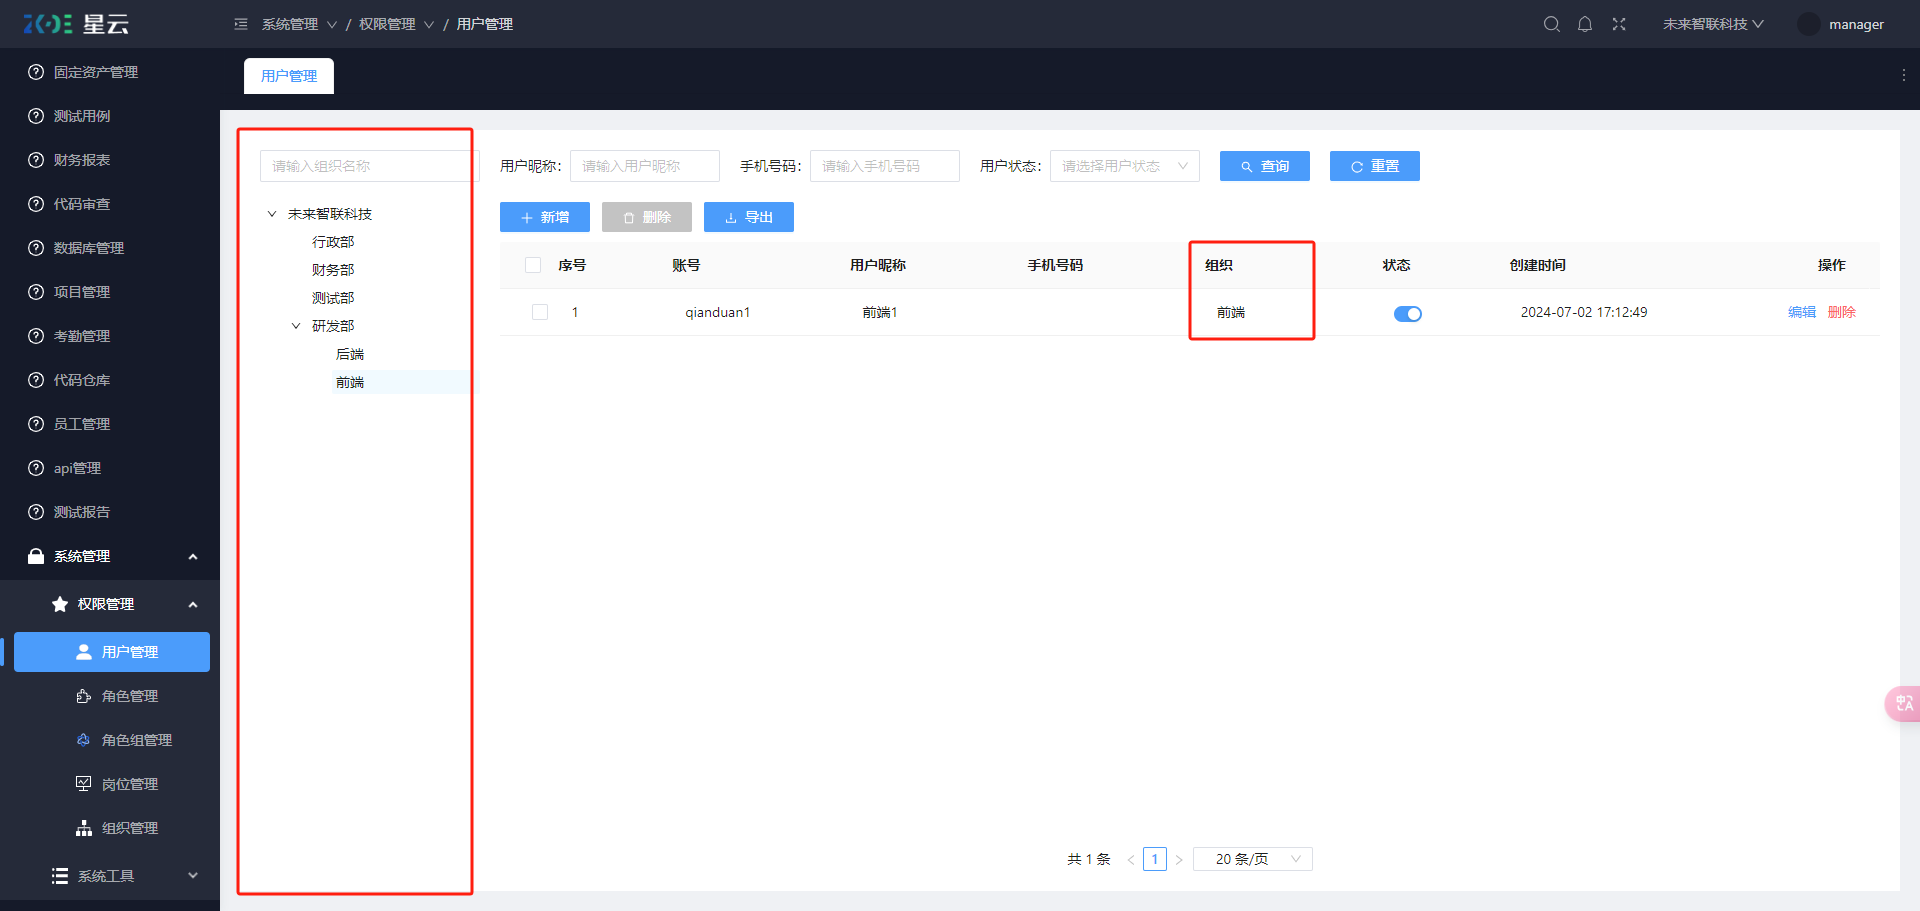 星云
系统管理 / 权限管理 / 用户管理
未来智联科技
manager
固定资产管理
测试用例
财务报表
代码审查
数据库管理
项目管理
考勤管理
代码仓库
员工管理
api管理
测试报告
系统管理
权限管理
用户管理
角色管理
角色组管理
岗位管理
组织管理
系统工具
用户管理
请输入组织名称
未来智联科技
行政部
财务部
测试部
研发部
后端
前端
用户昵称: 请输入用户昵称 手机号码: 请输入手机号码 用户状态: 请选择用户状态 查询 重置
新增 删除 导出
序号 账号 用户昵称 手机号码 组织 状态 创建时间 操作
1 qianduan1 前端1 前端 2024-07-02 17:12:49 编辑 删除
共 1 条 < 1 > 20 条/页